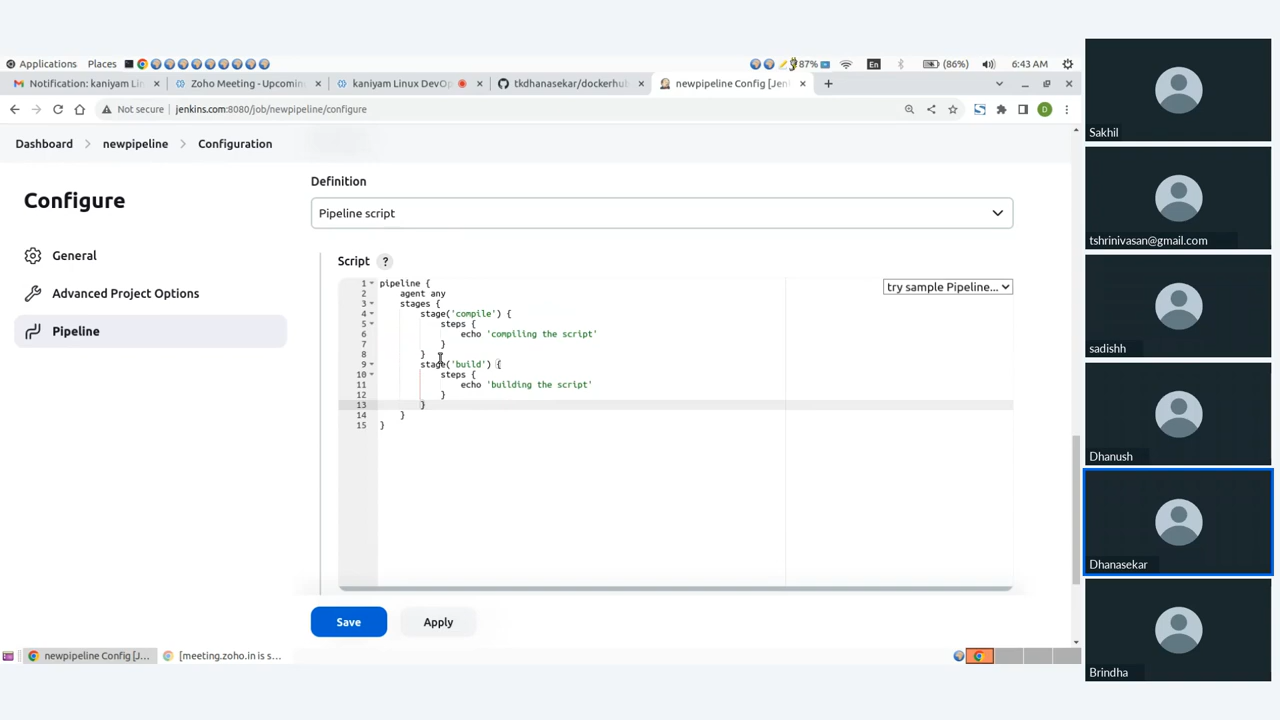 Applications Places 87% En (86%) 6:43 AM
Notification: kaniyam Lin Zoho Meeting - Upcomin kaniyam Linux DevO tkdhanasekar/dockerhu newpipeline Config [Jen
Not secure jenkins.com:8080/job/newpipeline/configure D
Dashboard newpipeline Configuration
Configure
General
Advanced Project Options
Pipeline
Definition
Pipeline script
Script ?
try sample Pipeline...
1 pipeline {
2 agent any
3 stages {
4 stage('compile') {
5 steps {
6 echo 'compiling the script'
7 }
8 }
9 stage('build') {
10 steps {
11 echo 'building the script'
12 }
13 }
14 }
15 }
Save Apply
newpipeline Config [J... [meeting.zoho.in is s...
Sakhil
tshrinivasan@gmail.com
sadishh
Dhanush
Dhanasekar
Brindha